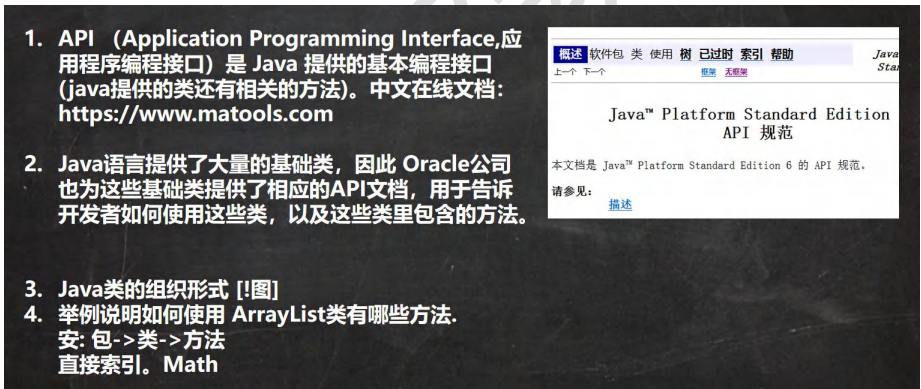 1. API （Application Programming Interface,应
用程序编程接口）是 Java 提供的基本编程接口
(java提供的类还有相关的方法)。中文在线文档：
https://www.matools.com
2. Java语言提供了大量的基础类，因此 Oracle公司
也为这些基础类提供了相应的API文档，用于告诉
开发者如何使用这些类，以及这些类里包含的方法。
3. Java类的组织形式 [!图]
4. 举例说明如何使用 ArrayList类有哪些方法.
安: 包->类->方法
直接索引。Math
概述 软件包 类 使用 树 已过时 索引 帮助
Java
上一个 下一个 框架 无框架
Java™ Platform Standard Edition
API 规范
本文档是 Java™ Platform Standard Edition 6 的 API 规范。
请参见：
描述